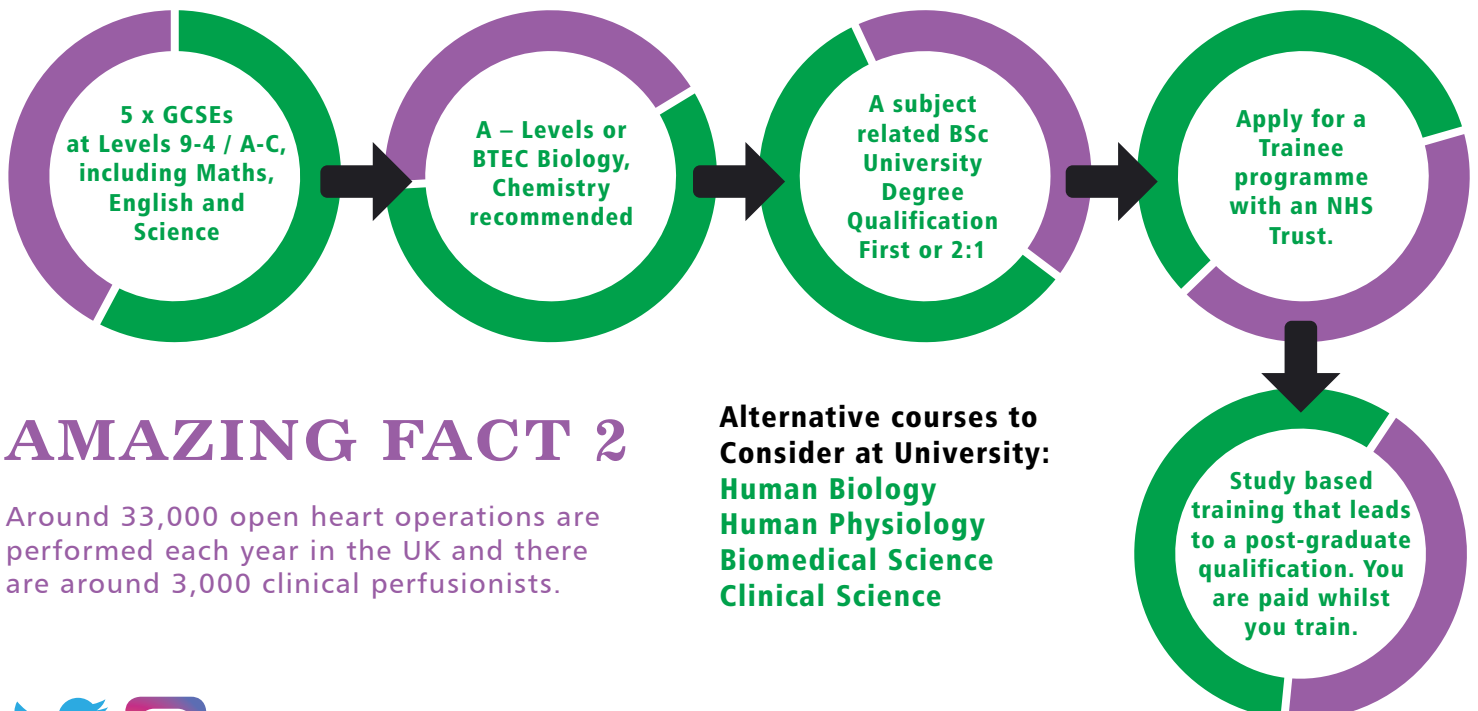 5 x GCSEs
at Levels 9-4 / A-C,
including Maths,
English and
Science
A – Levels or
BTEC Biology,
Chemistry
recommended
A subject
related BSc
University
Degree
Qualification
First or 2:1
Apply for a
Trainee
programme
with an NHS
Trust.
Study based
training that leads
to a post-graduate
qualification. You
are paid whilst
you train.
AMAZING FACT 2
Around 33,000 open heart operations are
performed each year in the UK and there
are around 3,000 clinical perfusionists.
Alternative courses to
Consider at University:
Human Biology
Human Physiology
Biomedical Science
Clinical Science